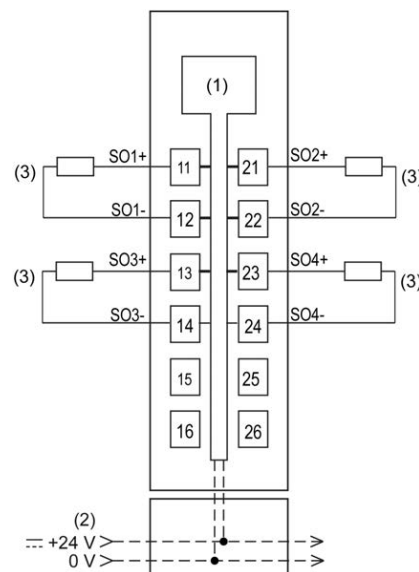 (1)
(3) SO1+ 11 21 SO2+ (3)
SO1- 12 22 SO2-
(3) SO3+ 13 23 SO4+ (3)
SO3- 14 24 SO4-
15 25
16 26
(2)
+24 V
0 V